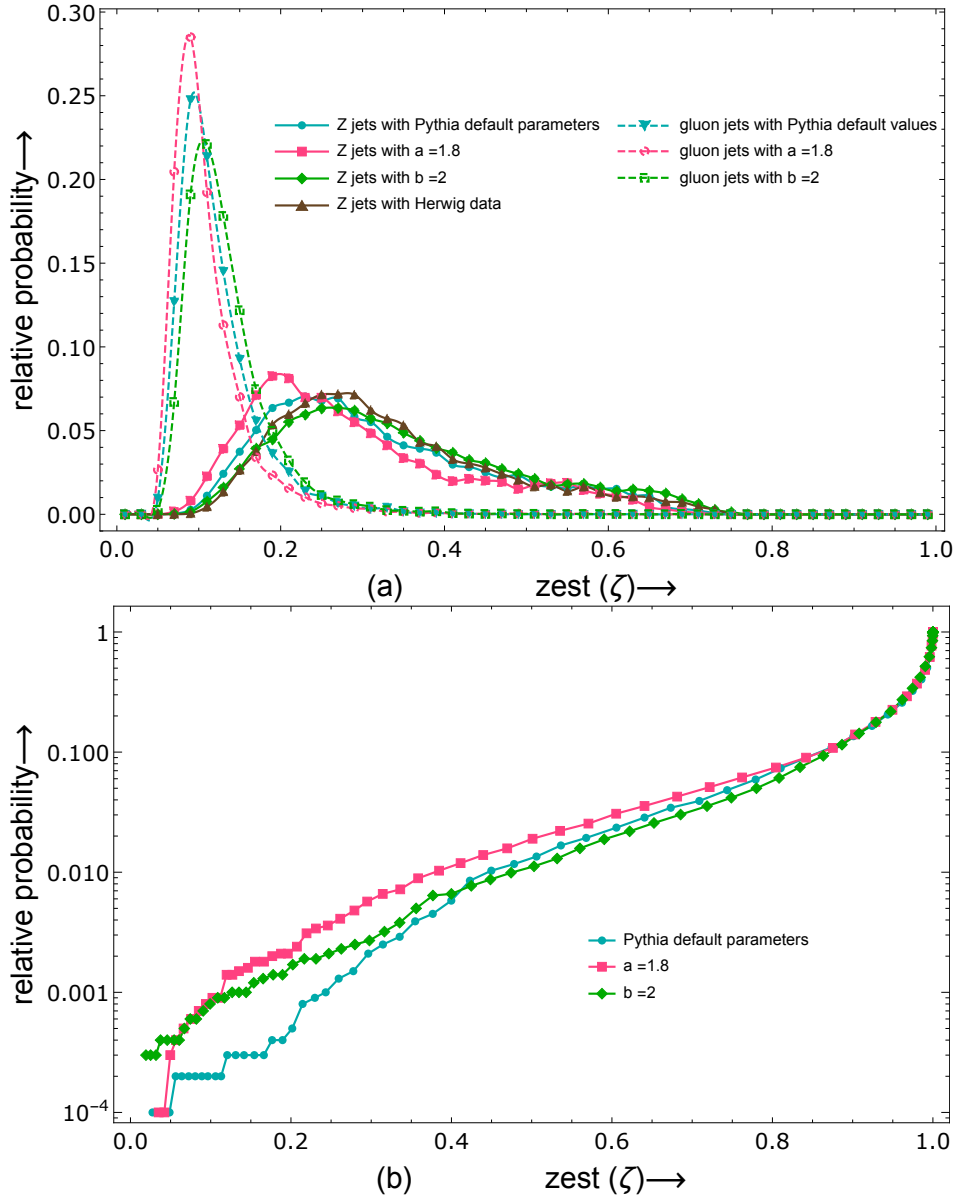 0.30
0.25
0.20
0.15
0.10
0.05
0.00
relative probability→
Z jets with Pythia default parameters
Z jets with a =1.8
Z jets with b =2
Z jets with Herwig data
gluon jets with Pythia default values
gluon jets with a =1.8
gluon jets with b =2
0.0 0.2 0.4 0.6 0.8 1.0
(a) zest (ζ)→
1
0.100
0.010
0.001
10⁻⁴
relative probability→
Pythia default parameters
a =1.8
b =2
0.0 0.2 0.4 0.6 0.8 1.0
(b) zest (ζ)→